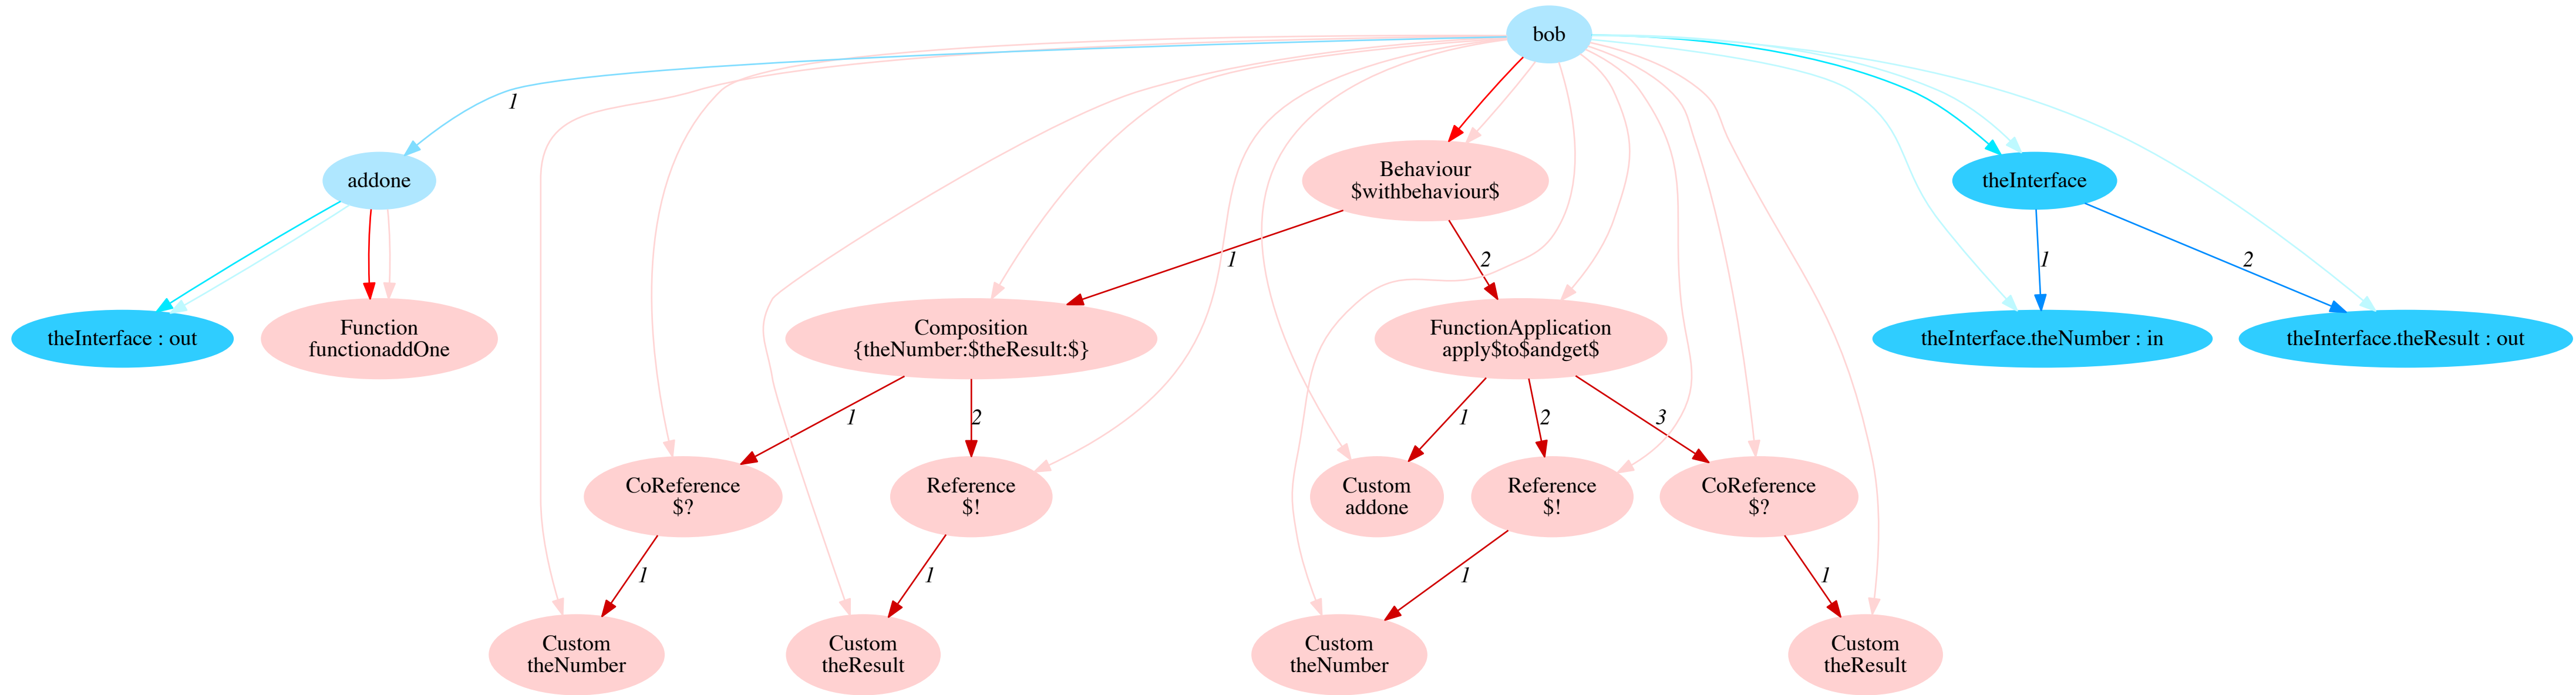 bob
1
addone
Behaviour
$withbehaviour$
theInterface
1
2
1
2
theInterface : out
Function
functionaddOne
Composition
{theNumber:$theResult:$}
FunctionApplication
apply$to$andget$
theInterface.theNumber : in
theInterface.theResult : out
1
2
1
2
3
CoReference
$?
Reference
$!
Custom
addone
Reference
$!
CoReference
$?
1
1
1
1
Custom
theNumber
Custom
theResult
Custom
theNumber
Custom
theResult